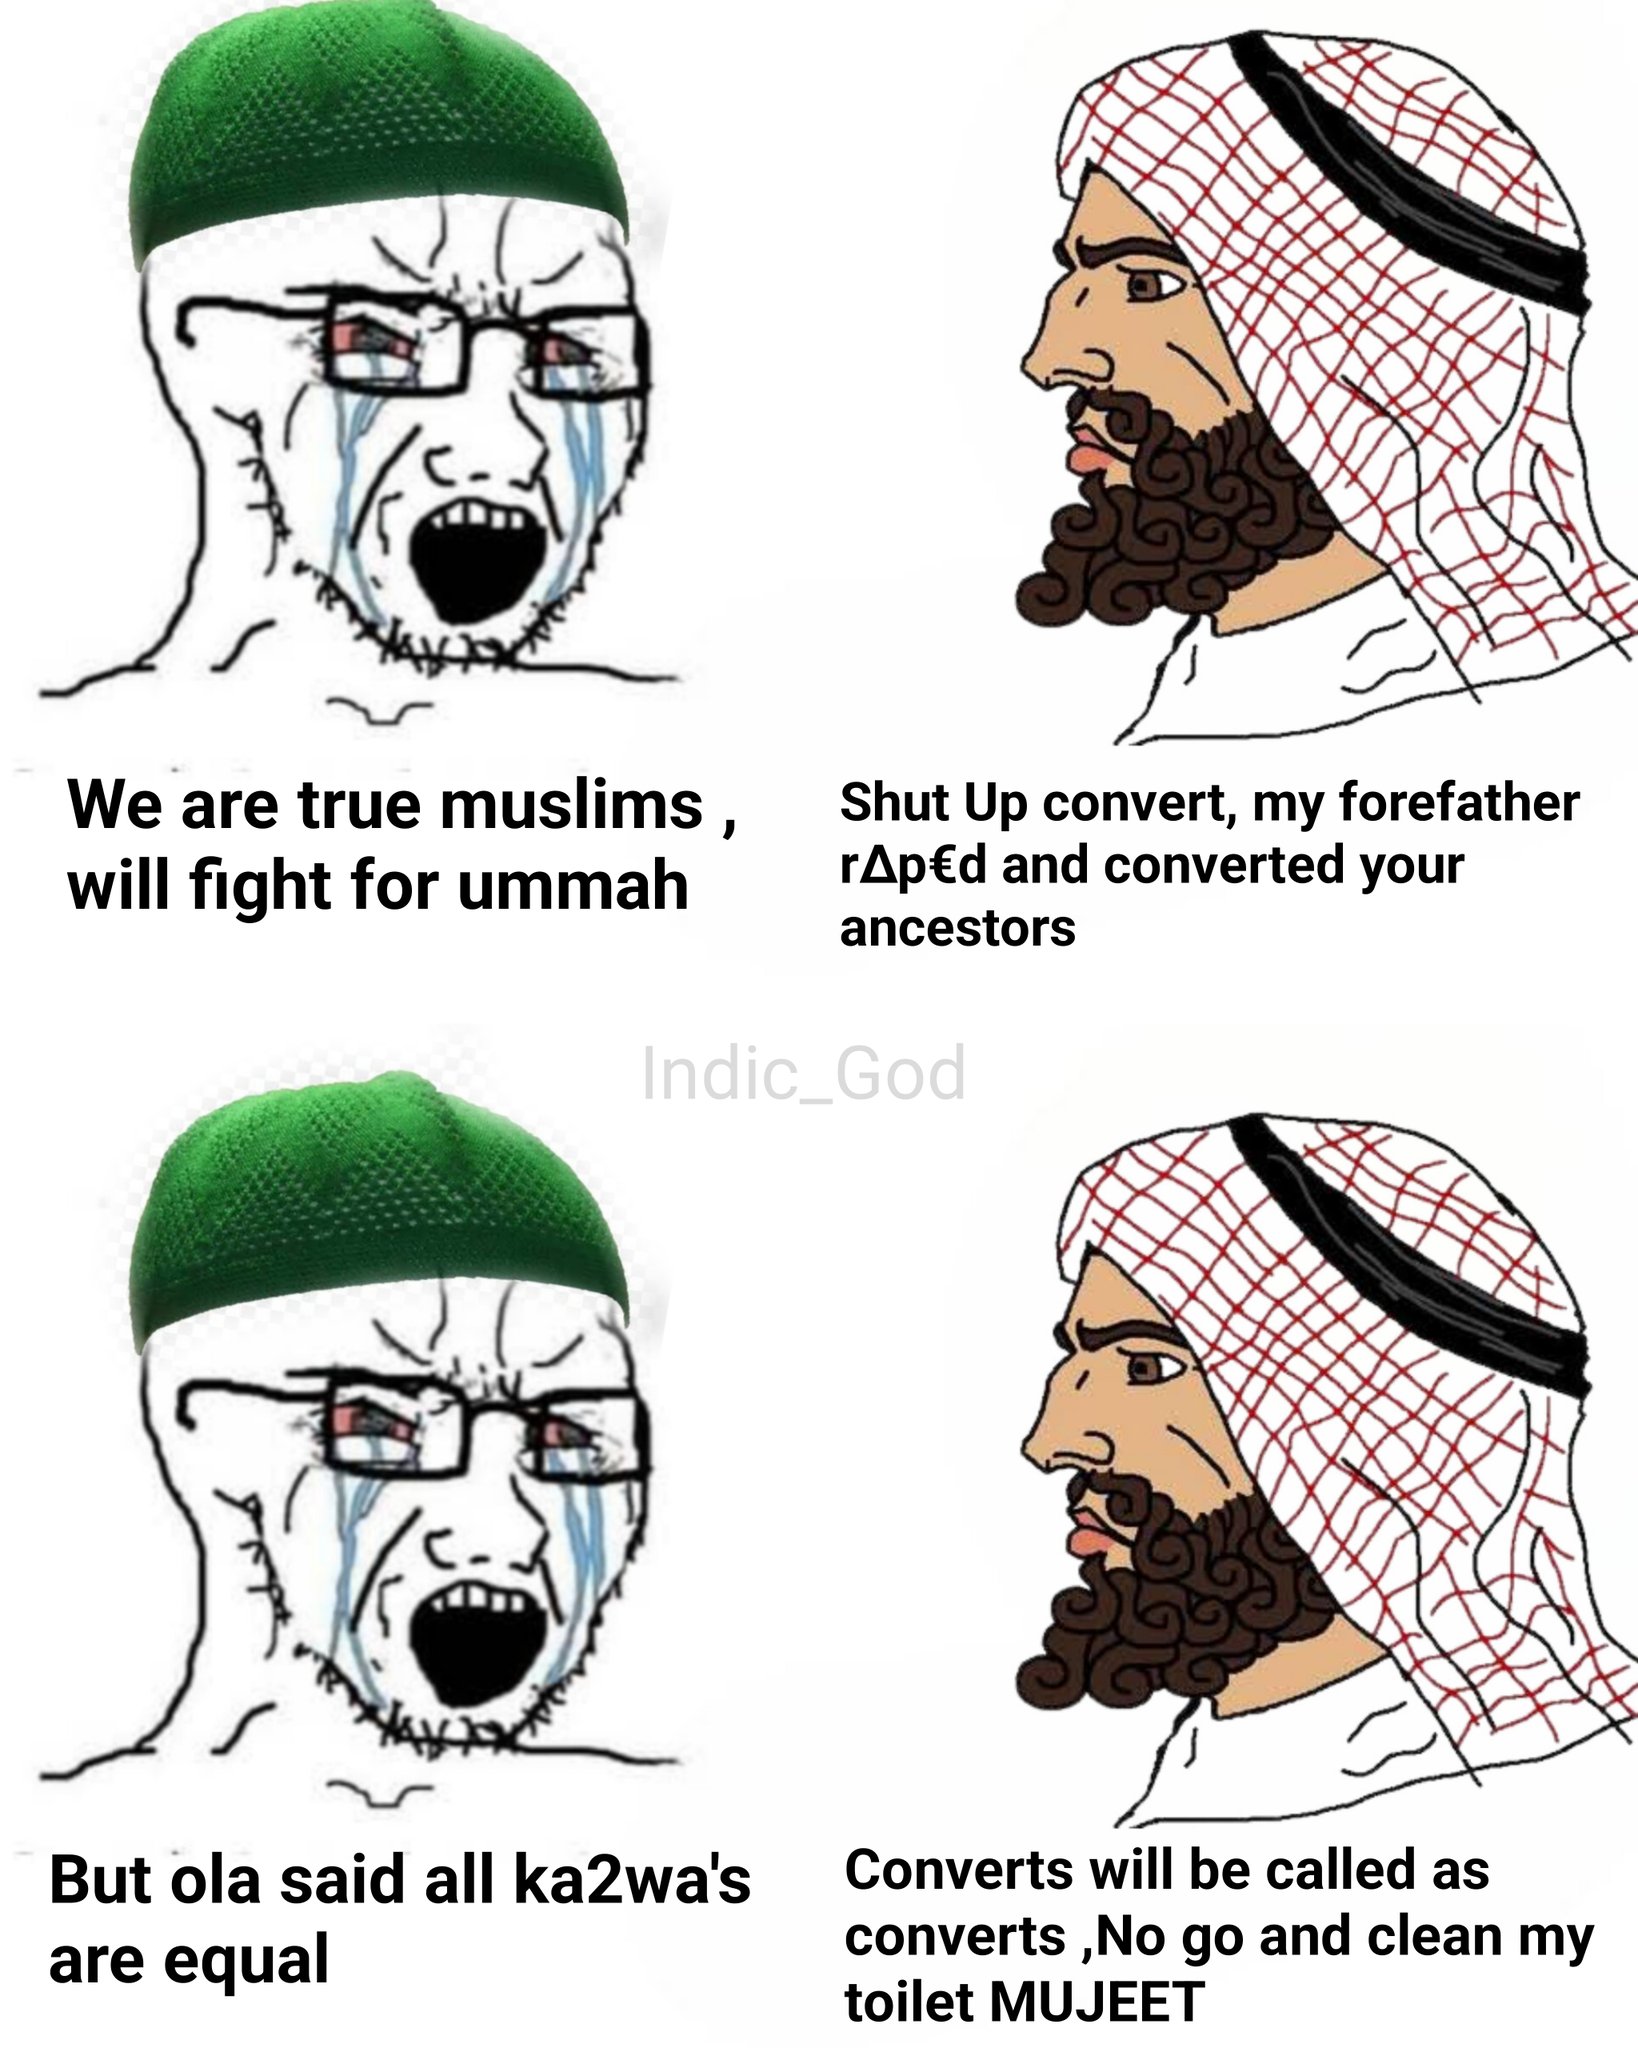 We are true muslims ,
will fight for ummah
Shut Up convert, my forefather
r∆p€d and converted your
ancestors
Indic_God
But ola said all ka2wa's
are equal
Converts will be called as
converts ,No go and clean my
toilet MUJEET